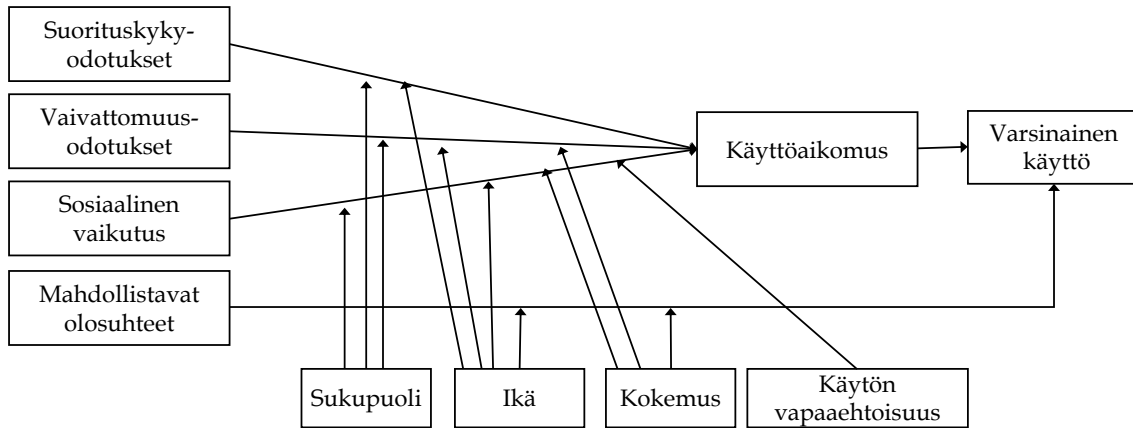 Suorituskyky-
odotukset
Vaivattomuus-
odotukset
Käyttöaikomus
Varsinainen
käyttö
Sosiaalinen
vaikutus
Mahdollistavat
olosuhteet
Sukupuoli
Ikä
Kokemus
Käytön
vapaaehtoisuus